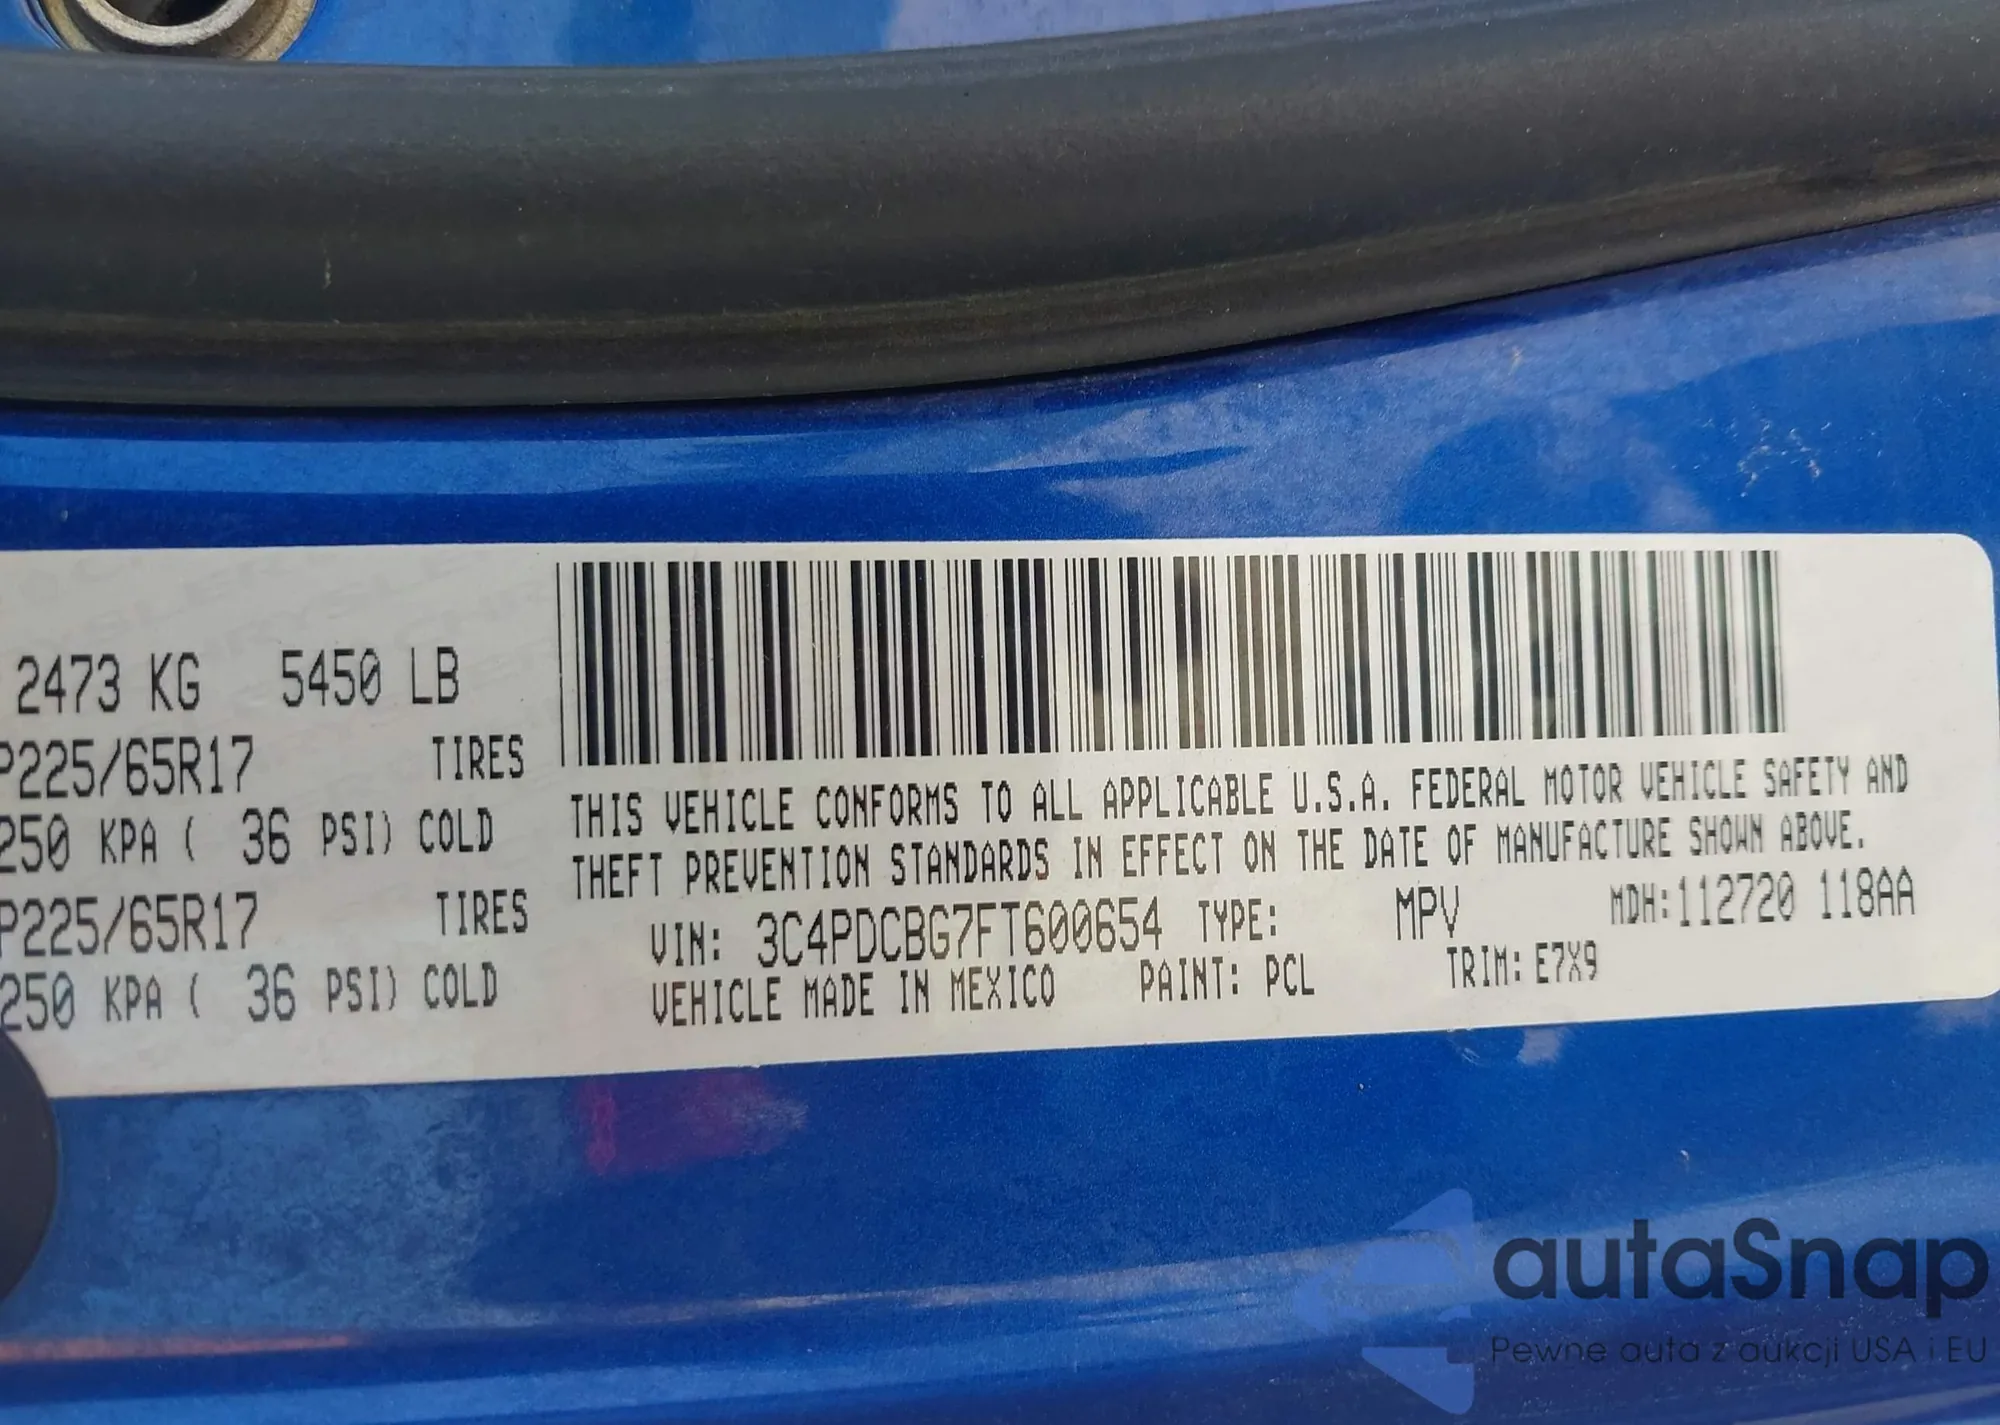 2473 KG 5450 LB
P225/65R17 TIRES
250 KPA ( 36 PSI) COLD
P225/65R17 TIRES
250 KPA ( 36 PSI) COLD
THIS VEHICLE CONFORMS TO ALL APPLICABLE U.S.A. FEDERAL MOTOR VEHICLE SAFETY AND
THEFT PREVENTION STANDARDS IN EFFECT ON THE DATE OF MANUFACTURE SHOWN ABOVE.
VIN: 3C4PDCBG7FT600654 TYPE: MPV MDH:112720 118AA
VEHICLE MADE IN MEXICO PAINT: PCL TRIM: E7X9
autaSnap
Pewne auta z aukcji USA i EU